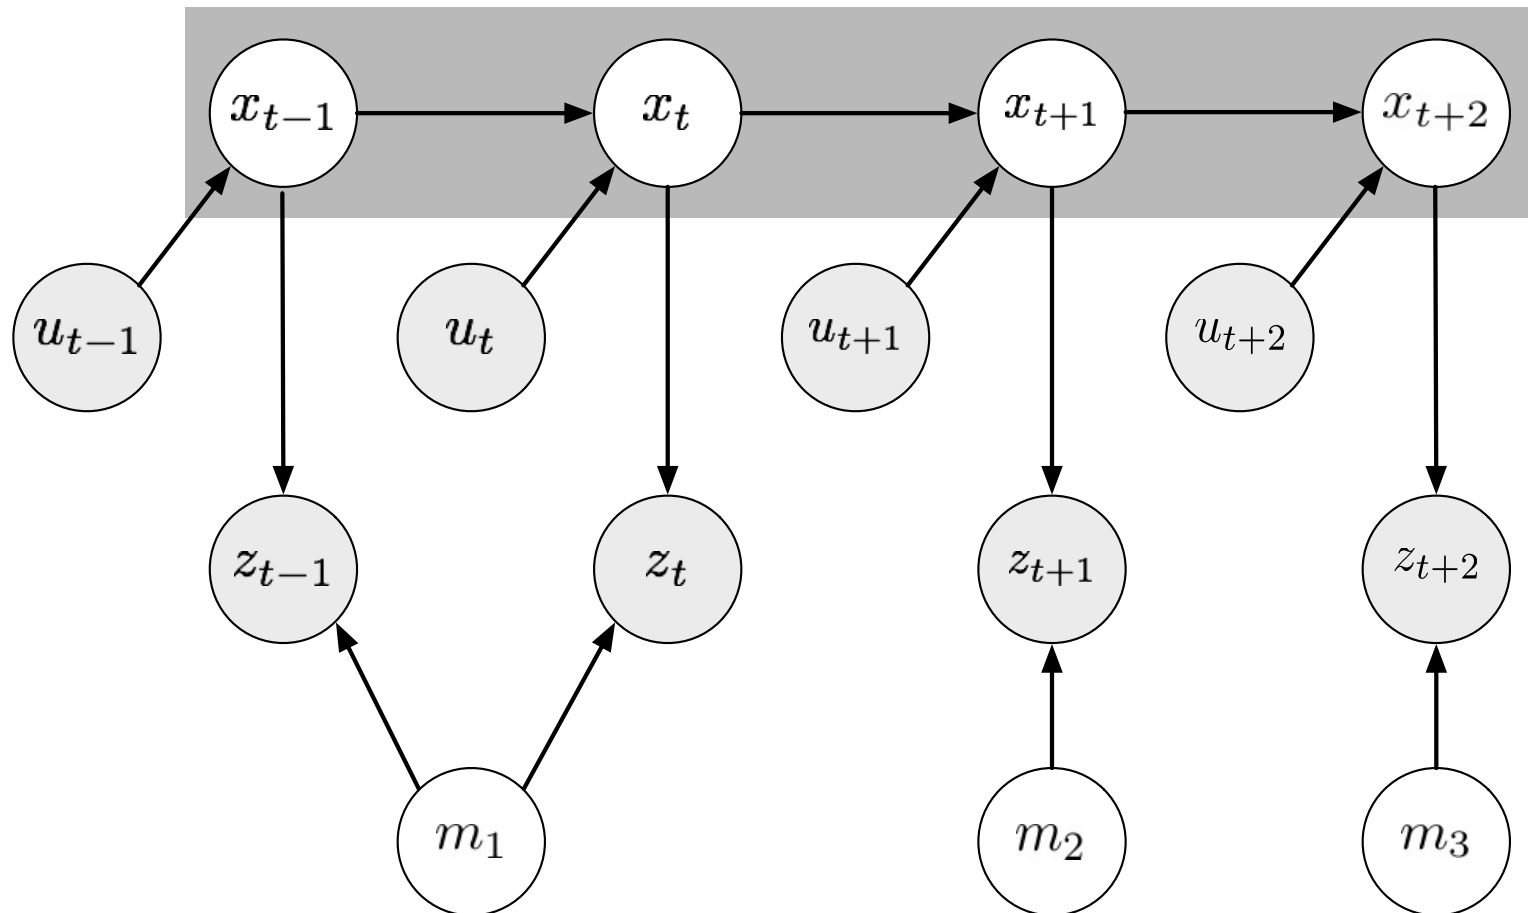 x_{t−1} x_t x_{t+1} x_{t+2}
u_{t−1} u_t u_{t+1} u_{t+2}
z_{t−1} z_t z_{t+1} z_{t+2}
m_1 m_2 m_3